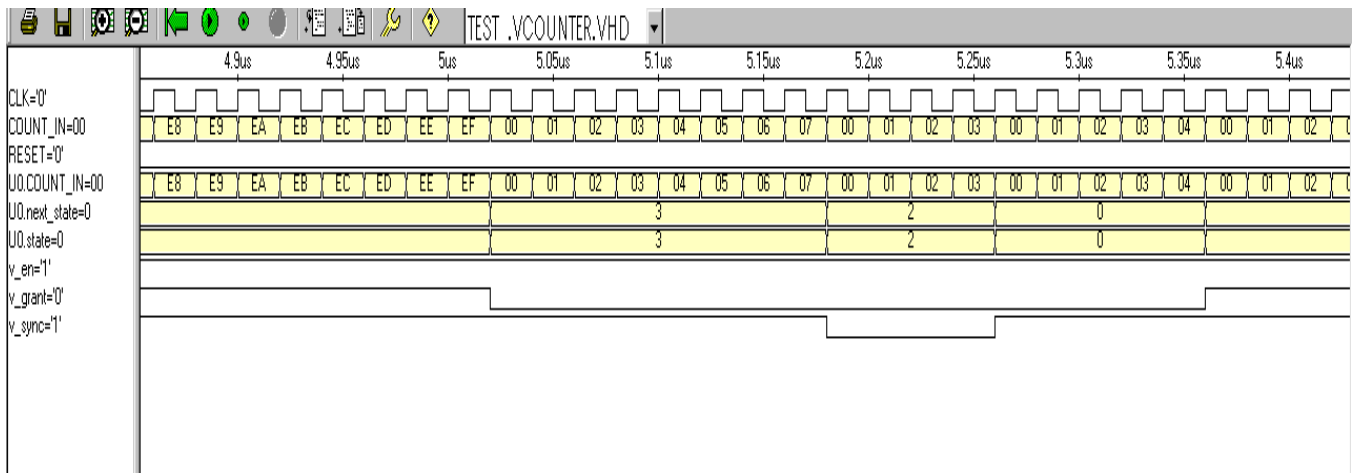 TEST .VCOUNTER.VHD
4.9us 4.95us 5us 5.05us 5.1us 5.15us 5.2us 5.25us 5.3us 5.35us 5.4us
CLK='0'
COUNT_IN=00 E8 E9 EA EB EC ED EE EF 00 01 02 03 04 05 06 07 00 01 02 03 00 01 02 03 04 00 01 02
RESET='0'
U0.COUNT_IN=00 E8 E9 EA EB EC ED EE EF 00 01 02 03 04 05 06 07 00 01 02 03 00 01 02 03 04 00 01 02
U0.next_state=0 3 2 0
U0.state=0 3 2 0
v_en='1'
v_grant='0'
v_sync='1'